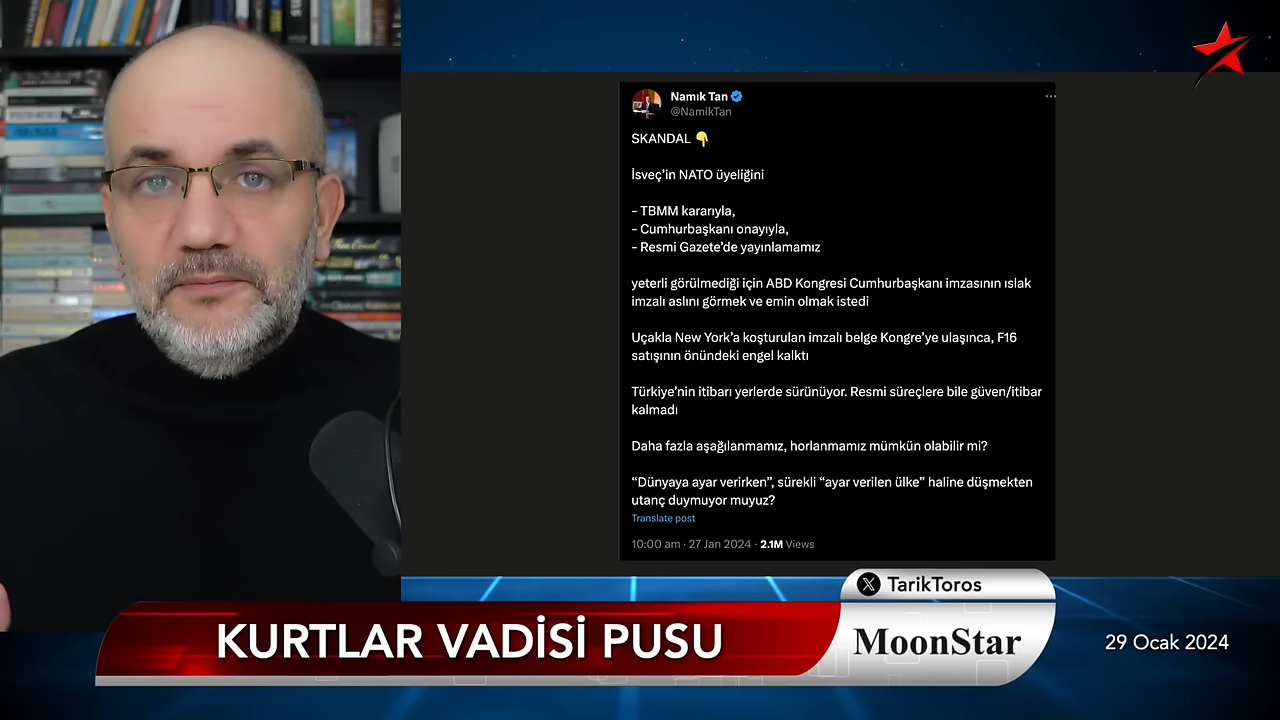 Namık Tan
@NamikTan
SKANDAL 👇
İsveç’in NATO üyeliğini
- TBMM kararıyla,
- Cumhurbaşkanı onayıyla,
- Resmi Gazete’de yayınlamamız
yeterli görülmediği için ABD Kongresi Cumhurbaşkanı imzasının ıslak
imzalı aslını görmek ve emin olmak istedi
Uçakla New York’a koşturulan imzalı belge Kongre’ye ulaşınca, F16
satışının önündeki engel kalktı
Türkiye’nin itibarı yerlerde sürünüyor. Resmi süreçlere bile güven/itibar
kalmadı
Daha fazla aşağılanmamız, horlanmamız mümkün olabilir mi?
“Dünyaya ayar verirken”, sürekli “ayar verilen ülke” haline düşmekten
utanç duymuyor muyuz?
Translate post
10:00 am · 27 Jan 2024 · 2.1M Views
TarikToros
KURTLAR VADİSİ PUSU
MoonStar
29 Ocak 2024